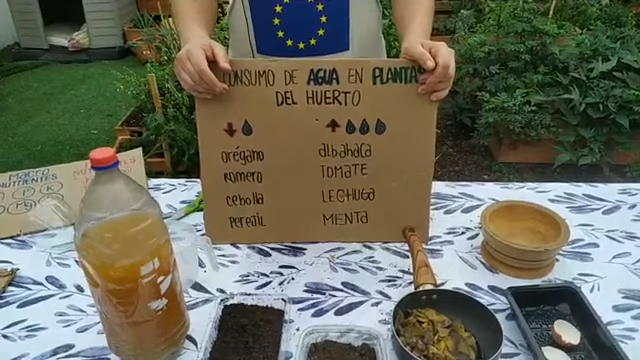 CONSUMO DE AGUA EN PLANTAS
DEL HUERTO
orégano
romero
cebolla
perejil
albahaca
TOMATE
LECHUGA
MENTA
MACRO
NUTRIENTES
N P K